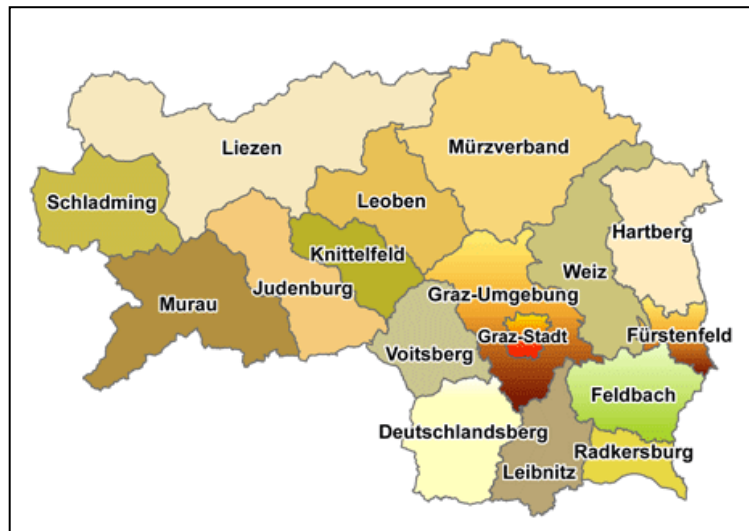 Mürzverband
Liezen
Schladming
Leoben
Hartberg
Knittelfeld
Weiz
Judenburg
Graz-Umgebung
Murau
Graz-Stadt
Fürstenfeld
Voitsberg
Feldbach
Deutschlandsberg
Radkersburg
Leibnitz